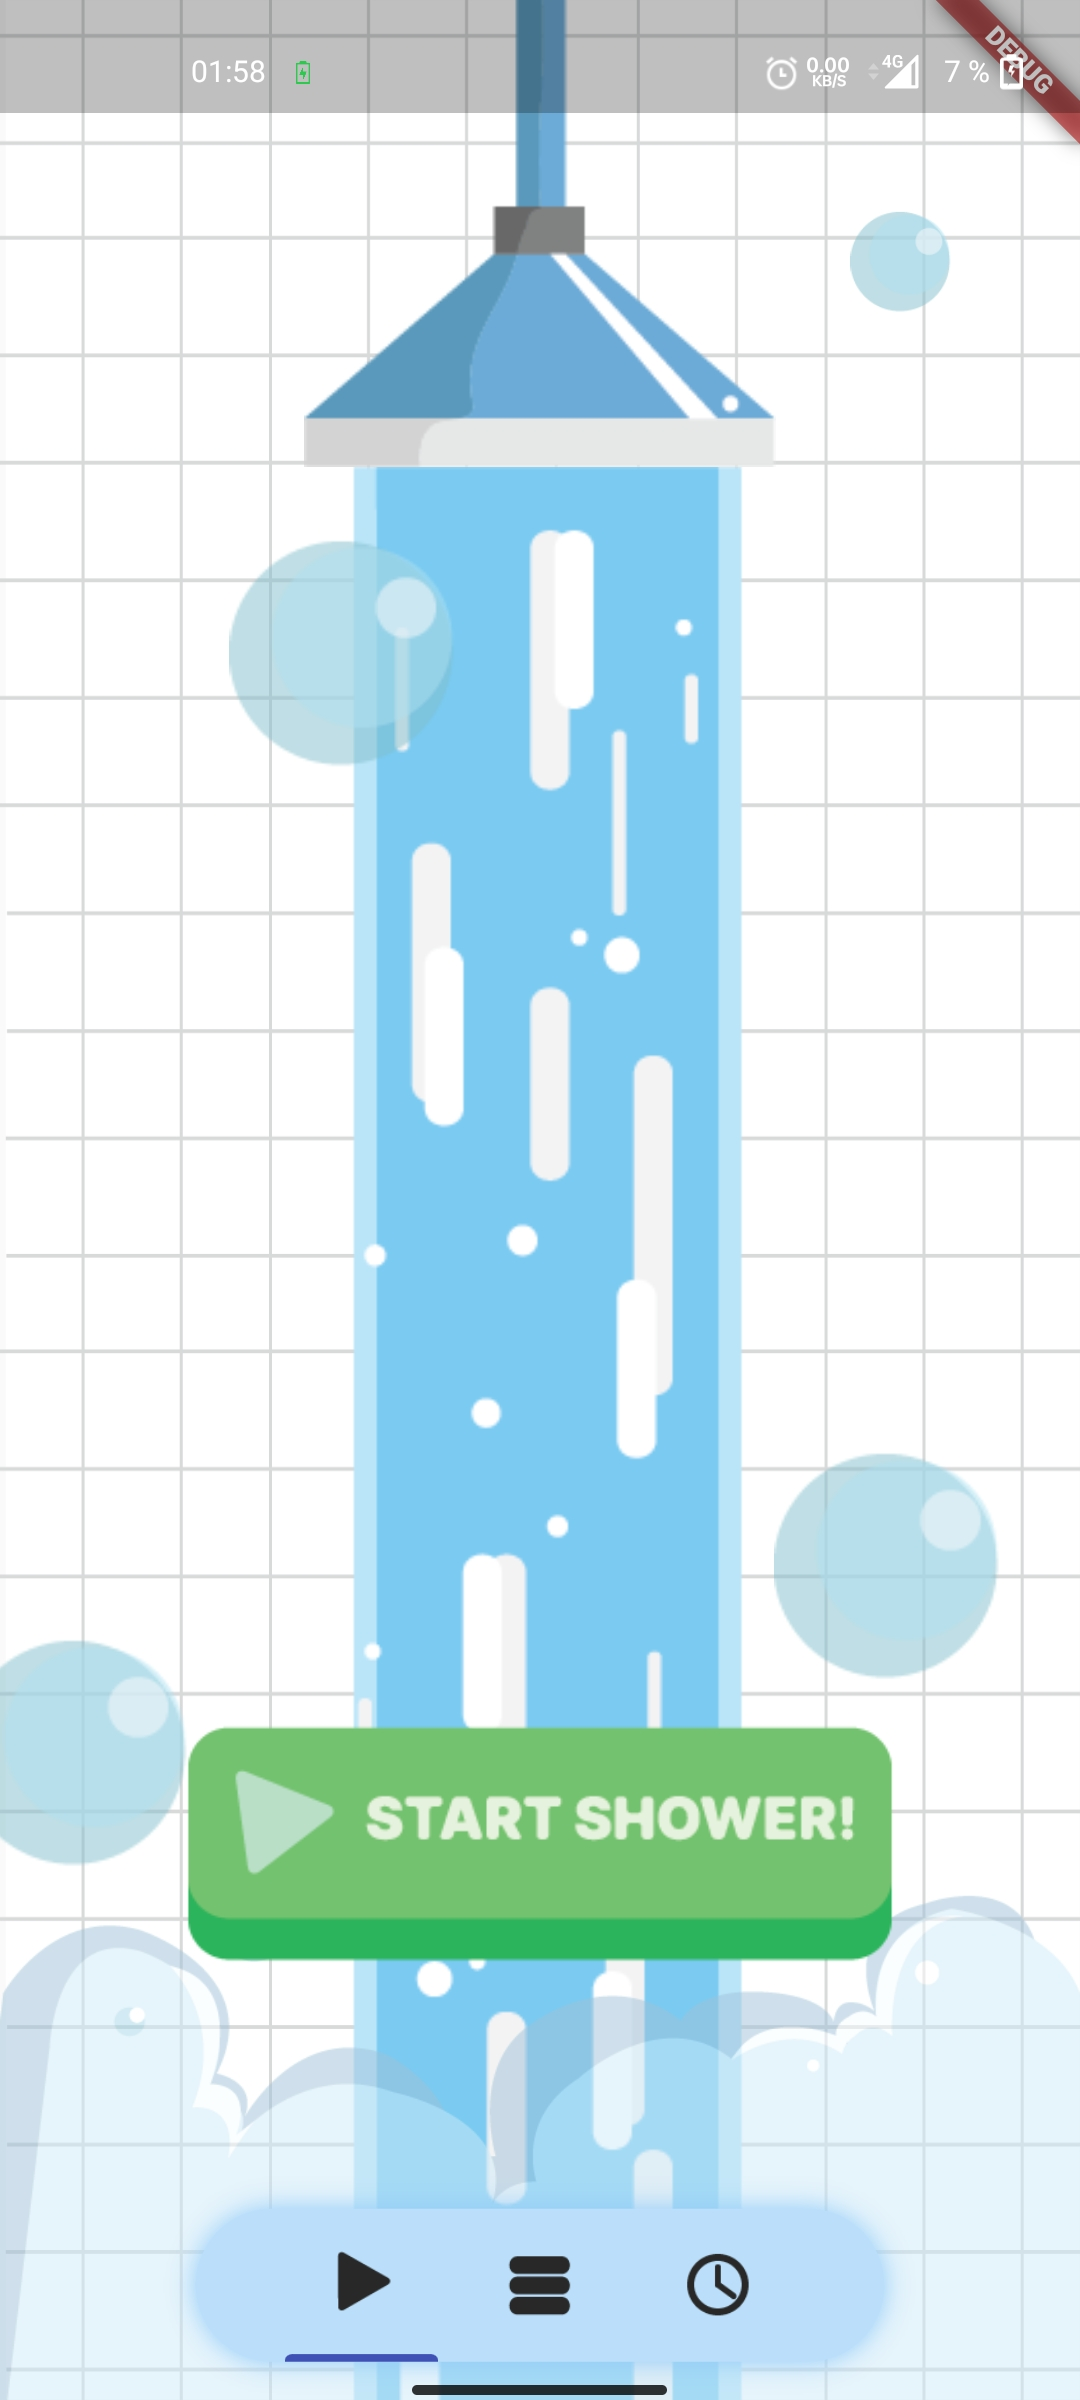 01:58
0.00
KB/S
4G
7 %
DEBUG
START SHOWER!